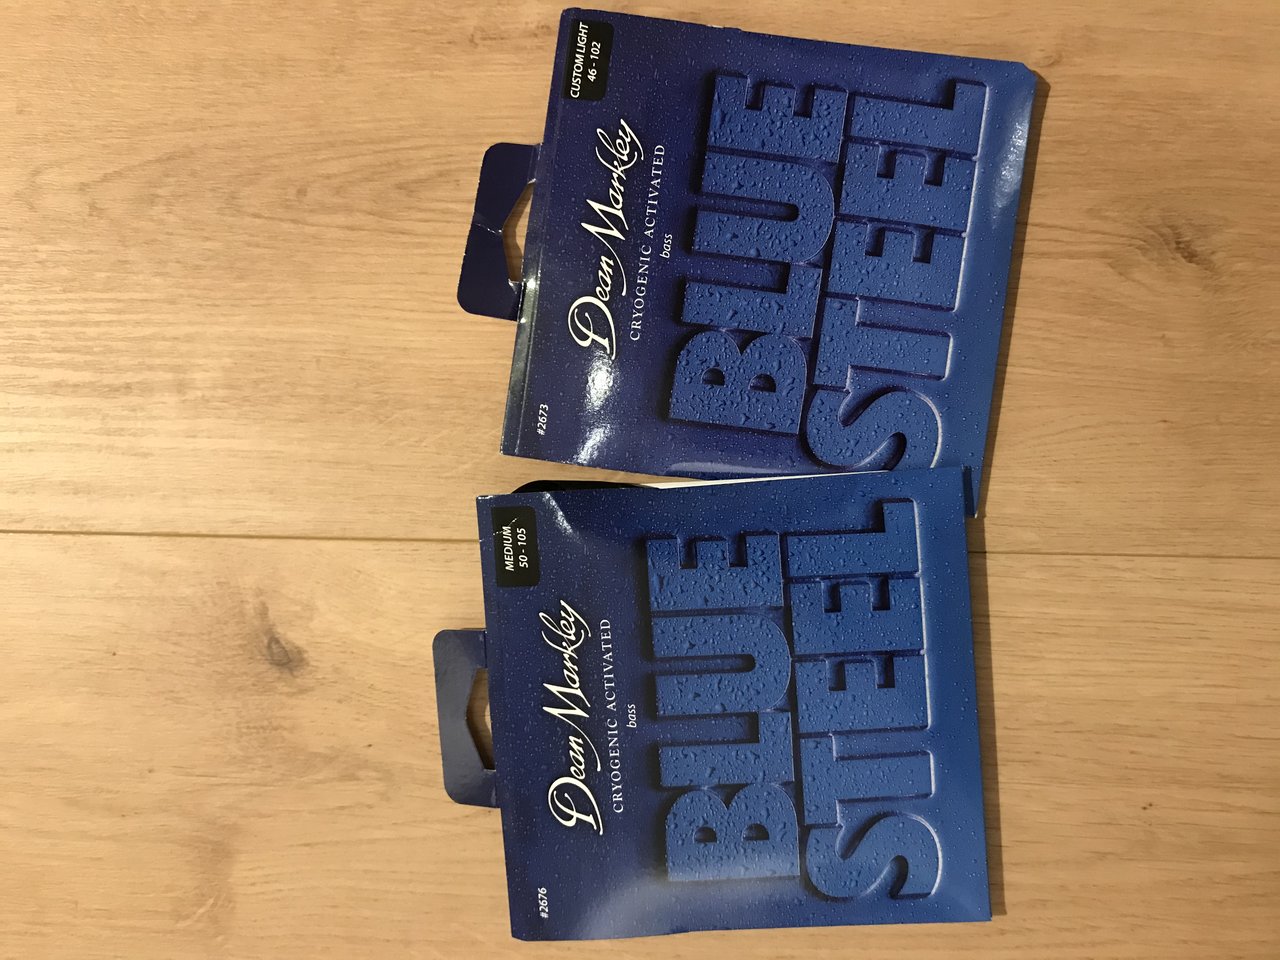 #2673
CUSTOM LIGHT
46 - 102
Dean Markley
CRYOGENIC ACTIVATED
bass
BLUE
STEEL
#2676
MEDIUM
50 - 105
Dean Markley
CRYOGENIC ACTIVATED
bass
BLUE
STEEL